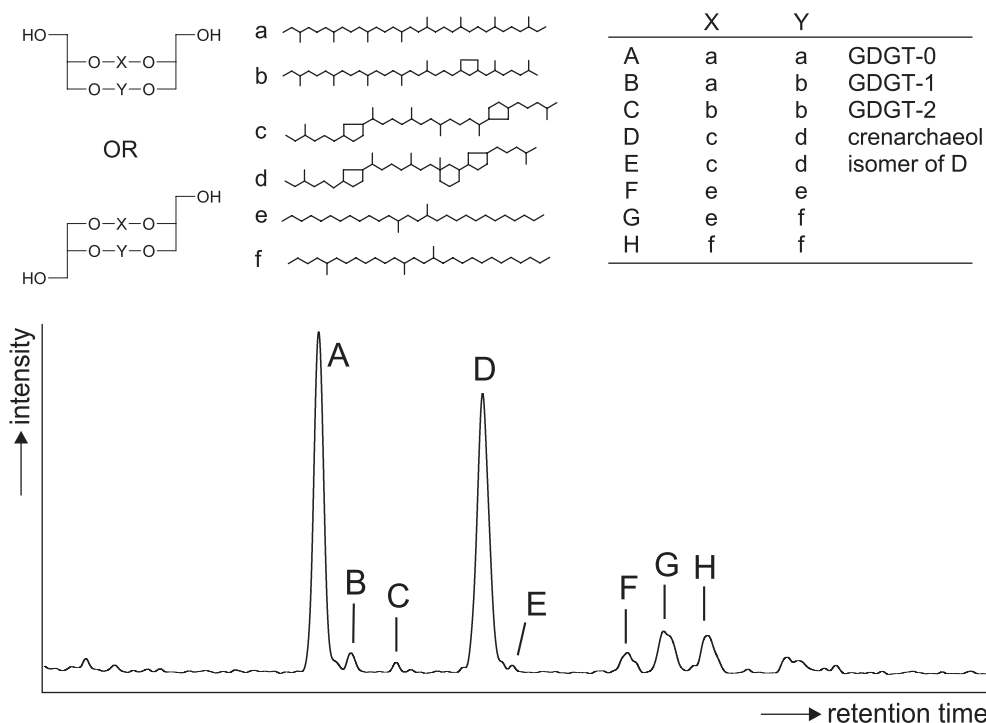 HO OH
O X O
O Y O
OR
OH
O X O
O Y O
HO
a
b
c
d
e
f
X Y
A a a GDGT-0
B a b GDGT-1
C b b GDGT-2
D c d crenarchaeol
E c d isomer of D
F e e
G e f
H f f
intensity
A
B
C
D
E
F
G
H
retention time